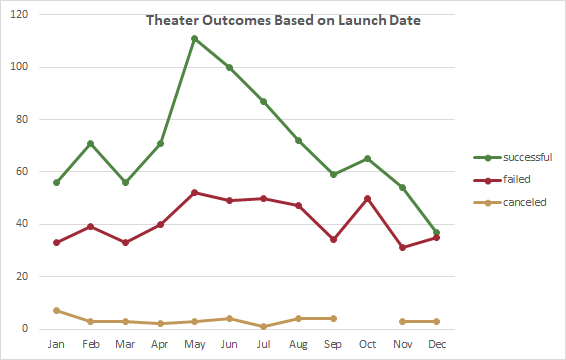 Theater Outcomes Based on Launch Date
120
100
80
60
40
20
0
Jan Feb Mar Apr May Jun Jul Aug Sep Oct Nov Dec
successful
failed
canceled